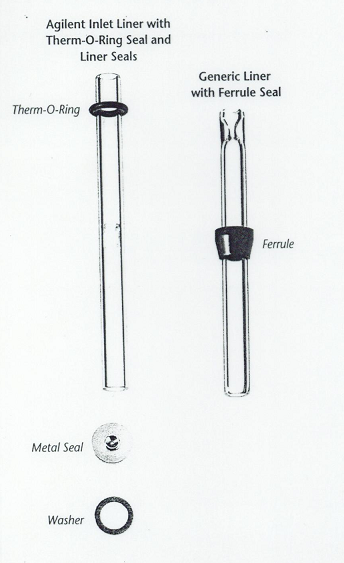 Agilent Inlet Liner with
Therm-O-Ring Seal and
Liner Seals
Generic Liner
with Ferrule Seal
Therm-O-Ring
Ferrule
Metal Seal
Washer